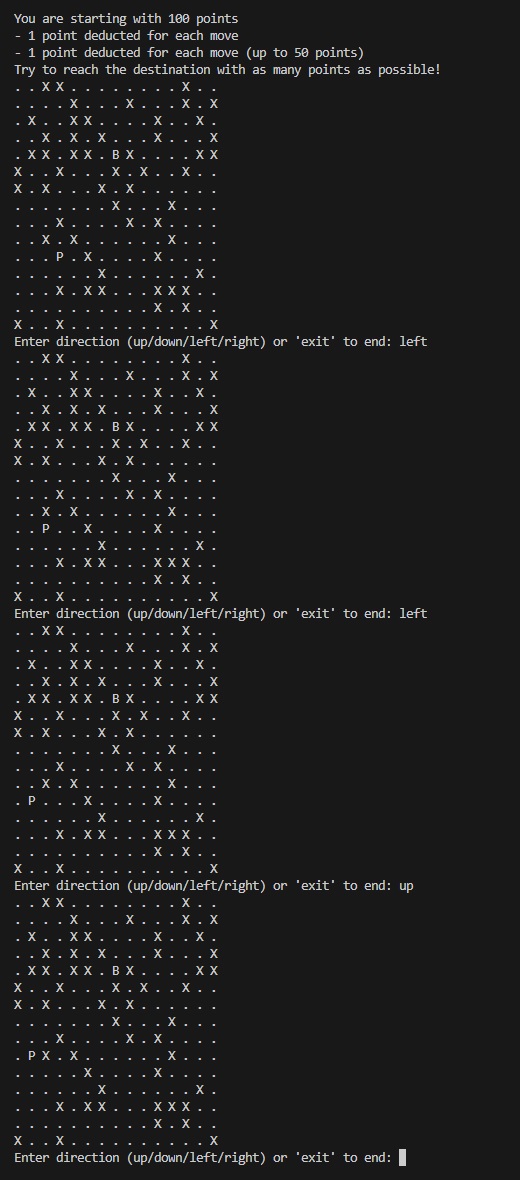 You are starting with 100 points
- 1 point deducted for each move
- 1 point deducted for each move (up to 50 points)
Try to reach the destination with as many points as possible!
. . X X . . . . . . . . X . .
. . . . X . . . X . . . X . X
. X . . X X . . . . X . . X .
. . X . X . X . . . X . . . X
. X X . X X . B X . . . . X X
X . . X . . . X . X . . X . .
X . X . . . X . X . . . . . .
. . . . . . . X . . . X . . .
. . . X . . . . X . X . . . .
. . X . X . . . . . . X . . .
. . . P . X . . . . X . . . .
. . . . . . X . . . . . . X .
. . . X . X X . . . X X X . .
. . . . . . . . . . X . X . .
X . . X . . . . . . . . . . X
Enter direction (up/down/left/right) or 'exit' to end: left
. . X X . . . . . . . . X . .
. . . . X . . . X . . . X . X
. X . . X X . . . . X . . X .
. . X . X . X . . . X . . . X
. X X . X X . B X . . . . X X
X . . X . . . X . X . . X . .
X . X . . . X . X . . . . . .
. . . . . . . X . . . X . . .
. . . X . . . . X . X . . . .
. . X . X . . . . . . X . . .
. . P . . X . . . . X . . . .
. . . . . . X . . . . . . X .
. . . X . X X . . . X X X . .
. . . . . . . . . . X . X . .
X . . X . . . . . . . . . . X
Enter direction (up/down/left/right) or 'exit' to end: left
. . X X . . . . . . . . X . .
. . . . X . . . X . . . X . X
. X . . X X . . . . X . . X .
. . X . X . X . . . X . . . X
. X X . X X . B X . . . . X X
X . . X . . . X . X . . X . .
X . X . . . X . X . . . . . .
. . . . . . . X . . . X . . .
. . . X . . . . X . X . . . .
. . X . X . . . . . . X . . .
. P . . . X . . . . X . . . .
. . . . . . X . . . . . . X .
. . . X . X X . . . X X X . .
. . . . . . . . . . X . X . .
X . . X . . . . . . . . . . X
Enter direction (up/down/left/right) or 'exit' to end: up
. . X X . . . . . . . . X . .
. . . . X . . . X . . . X . X
. X . . X X . . . . X . . X .
. . X . X . X . . . X . . . X
. X X . X X . B X . . . . X X
X . . X . . . X . X . . X . .
X . X . . . X . X . . . . . .
. . . . . . . X . . . X . . .
. . . X . . . . X . X . . . .
. P X . X . . . . . . X . . .
. . . . . X . . . . X . . . .
. . . . . . X . . . . . . X .
. . . X . X X . . . X X X . .
. . . . . . . . . . X . X . .
X . . X . . . . . . . . . . X
Enter direction (up/down/left/right) or 'exit' to end: